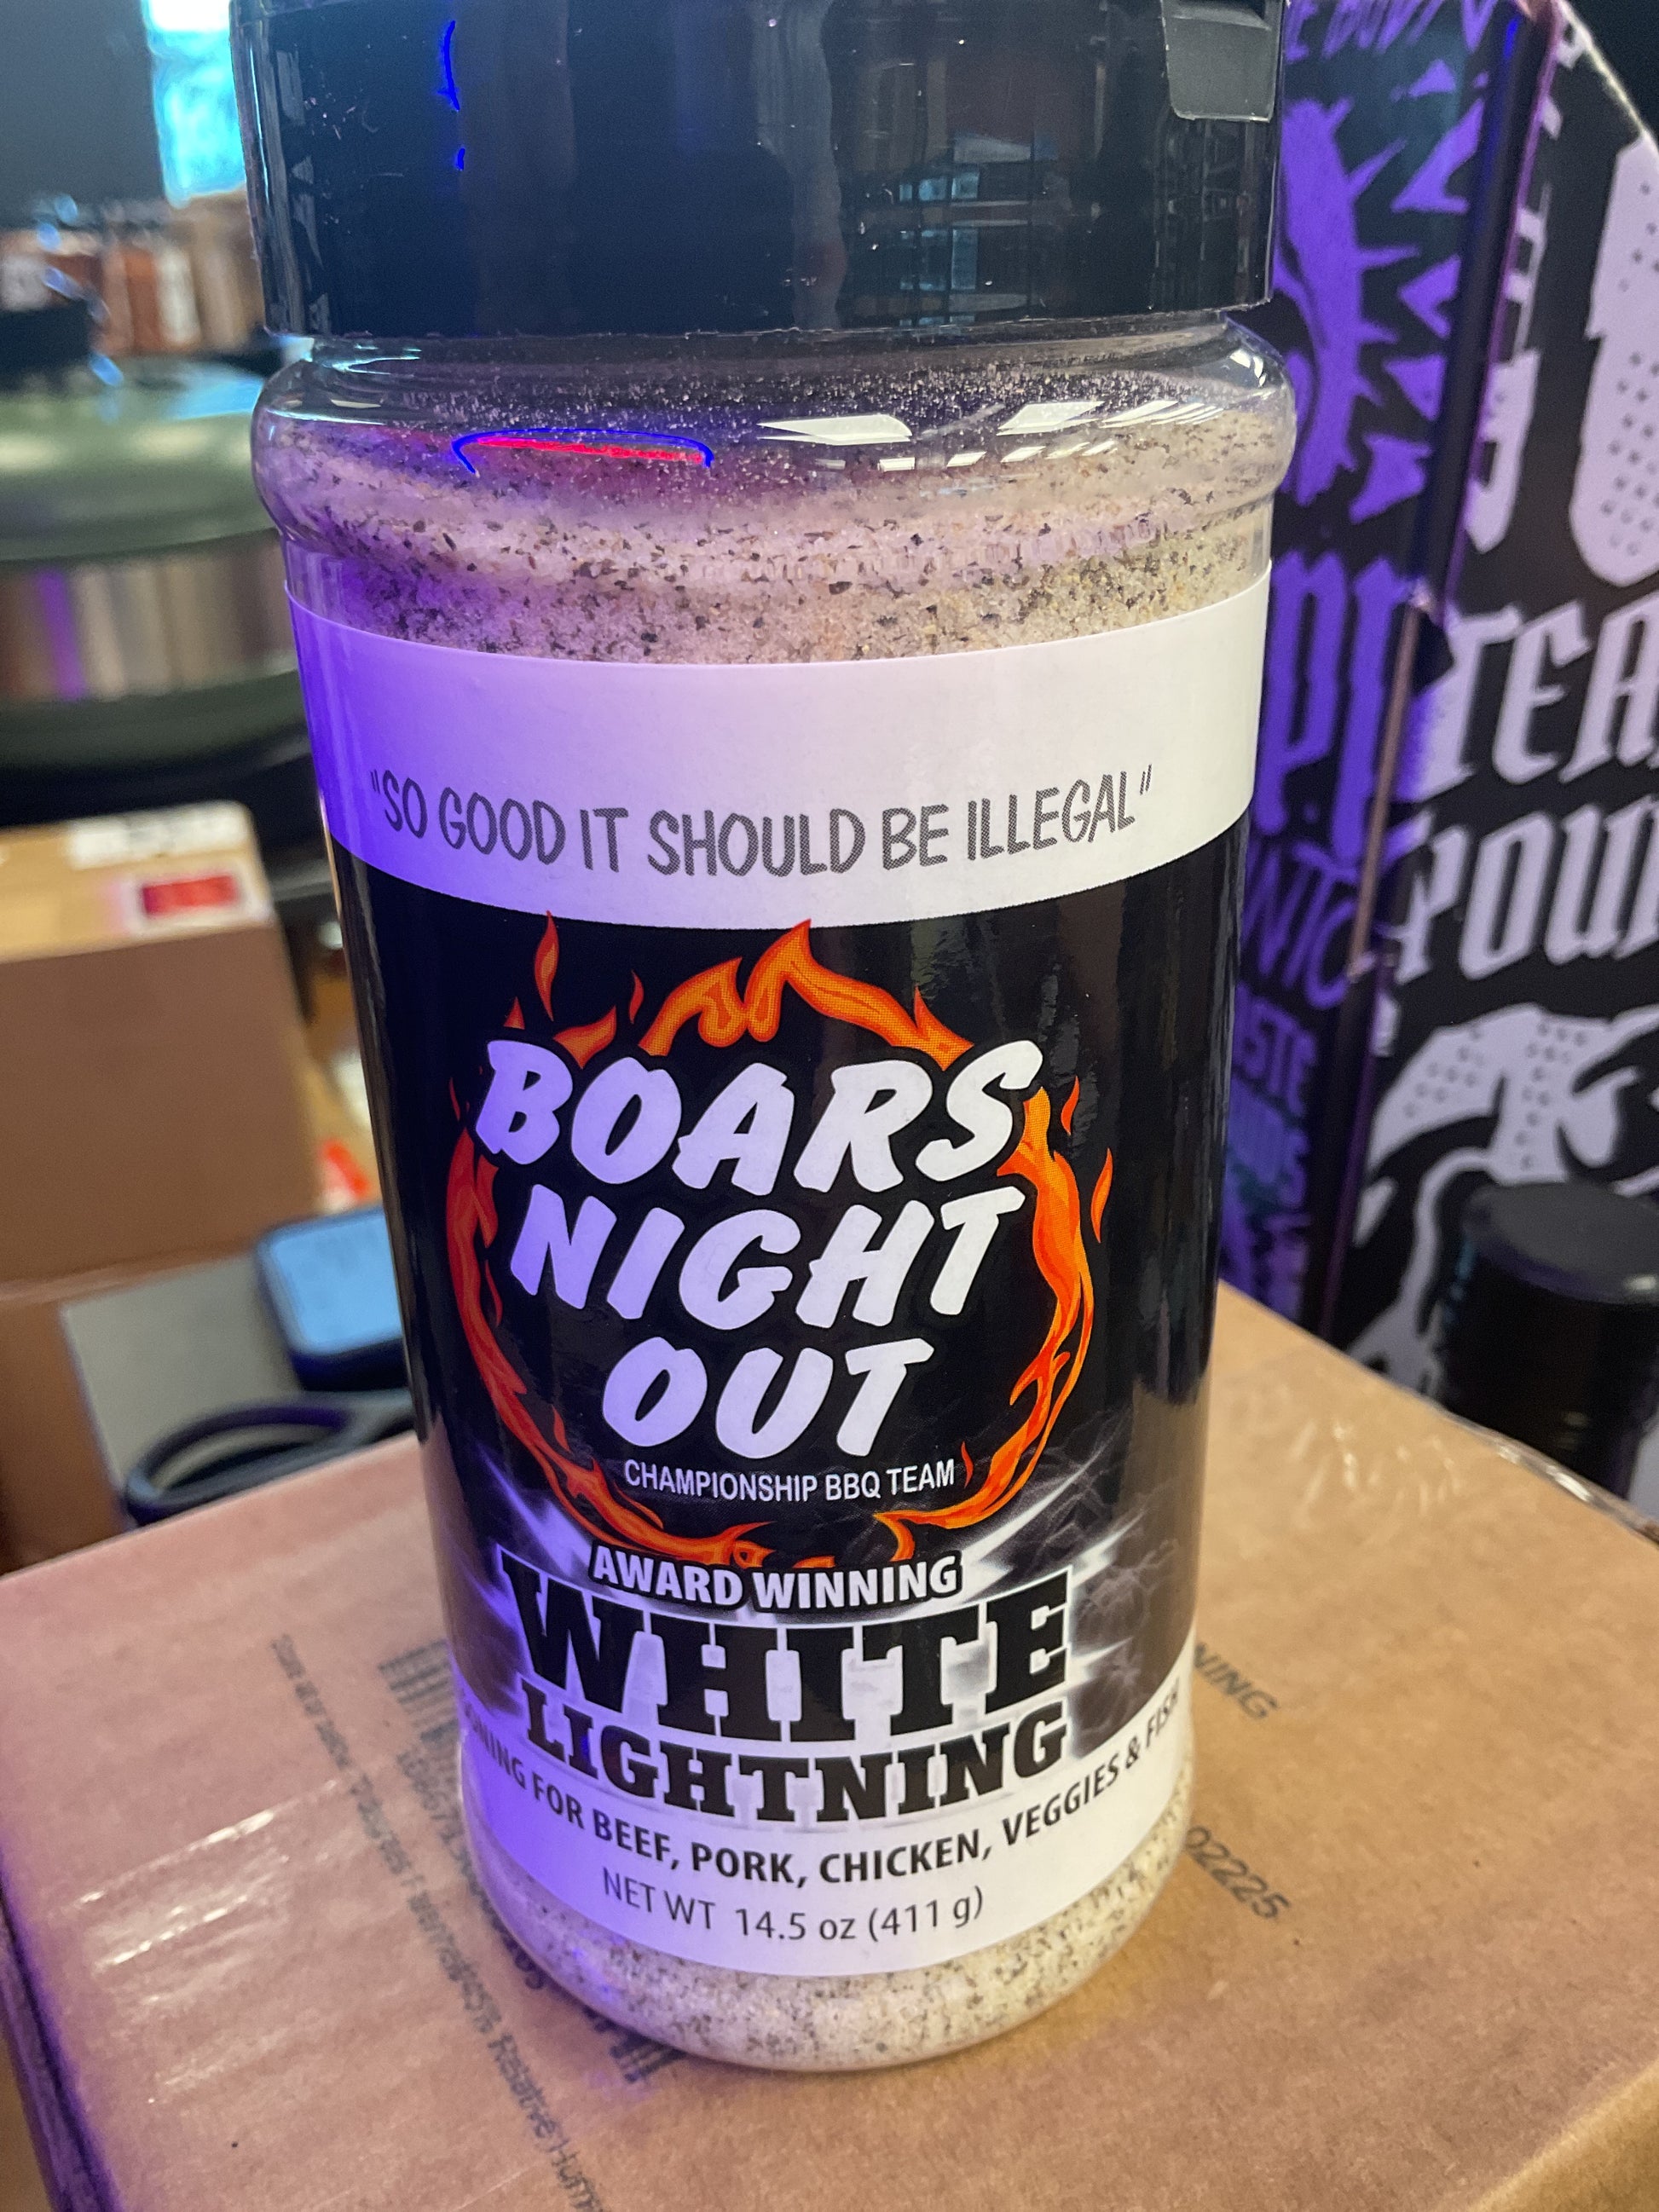 "SO GOOD IT SHOULD BE ILLEGAL"
BOARS
NIGHT
OUT
CHAMPIONSHIP BBQ TEAM
AWARD WINNING
WHITE
LIGHTNING
FOR BEEF, PORK, CHICKEN, VEGGIES & FISH
NET WT 14.5 oz (411 g)
02225